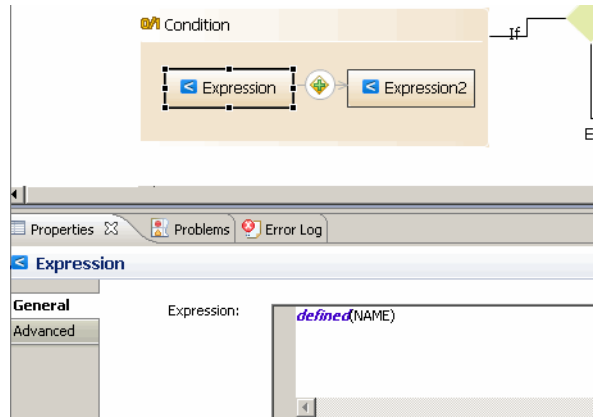 0/1 Condition
If
Expression
Expression2
E
Properties
Problems
Error Log
Expression
General
Expression:
defined(NAME)
Advanced